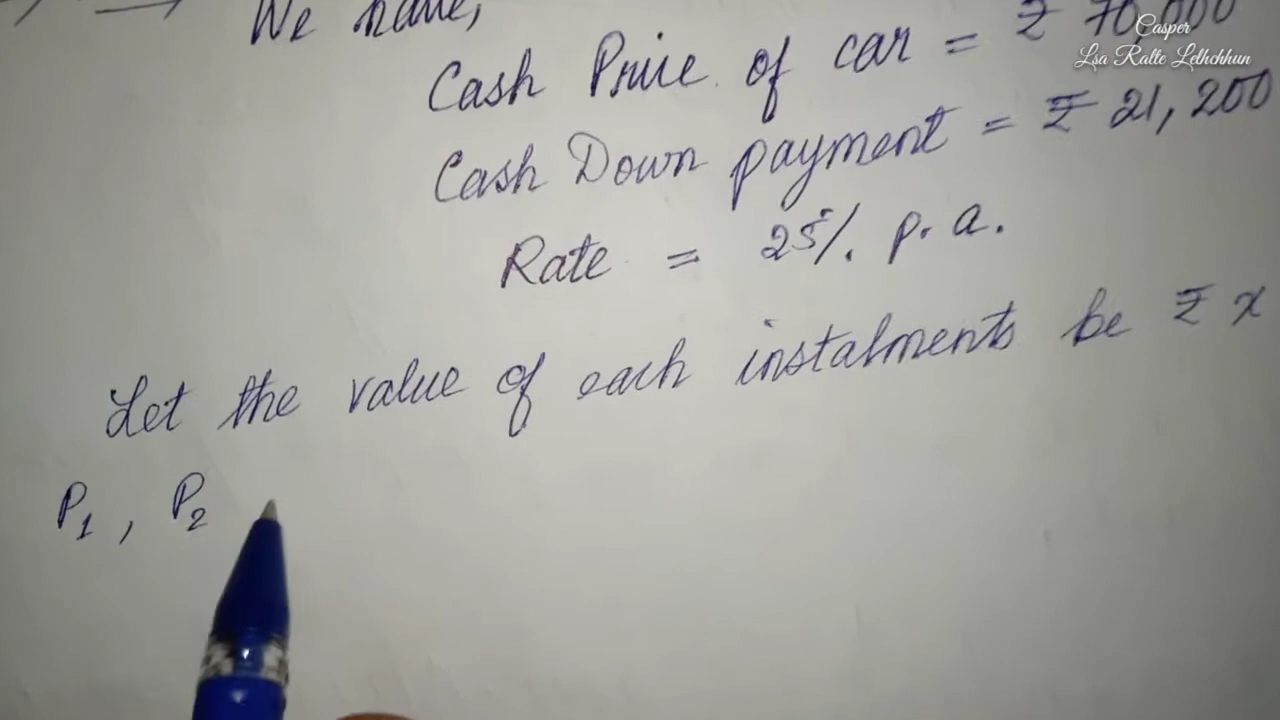 We have,
Cash Price of car = ₹ 70,000
Cash Down payment = ₹ 21,200
Rate = 25% p.a.
Let the value of each instalments be ₹ x
P1, P2
Casper
Lsa Ralte Lethchhun